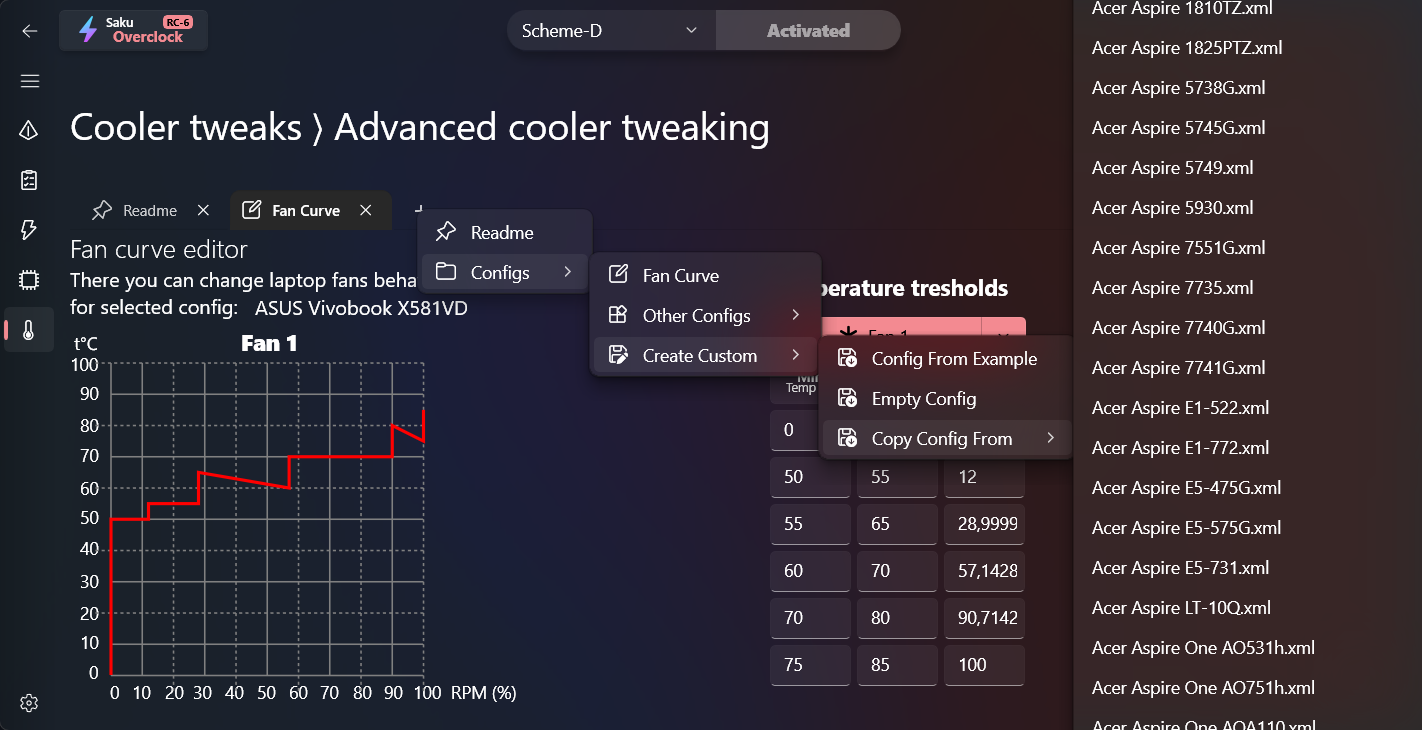 Saku RC-6
Overclock
Scheme-D
Activated
Cooler tweaks ⟩ Advanced cooler tweaking
Readme
Fan Curve
Fan curve editor
There you can change laptop fans beha
for selected config: ASUS Vivobook X581VD
t°C
Fan 1
100
90
80
70
60
50
40
30
20
10
0
0 10 20 30 40 50 60 70 80 90 100 RPM (%)
Readme
Configs
Fan Curve
Other Configs
Create Custom
Config From Example
Empty Config
Copy Config From
perature tresholds
Fan 1
Temp
0
50 55 12
55 65 28,9999
60 70 57,1428
70 80 90,7142
75 85 100
Acer Aspire 1810TZ.xml
Acer Aspire 1825PTZ.xml
Acer Aspire 5738G.xml
Acer Aspire 5745G.xml
Acer Aspire 5749.xml
Acer Aspire 5930.xml
Acer Aspire 7551G.xml
Acer Aspire 7735.xml
Acer Aspire 7740G.xml
Acer Aspire 7741G.xml
Acer Aspire E1-522.xml
Acer Aspire E1-772.xml
Acer Aspire E5-475G.xml
Acer Aspire E5-575G.xml
Acer Aspire E5-731.xml
Acer Aspire LT-10Q.xml
Acer Aspire One AO531h.xml
Acer Aspire One AO751h.xml
Acer Aspire One AOA110.xml